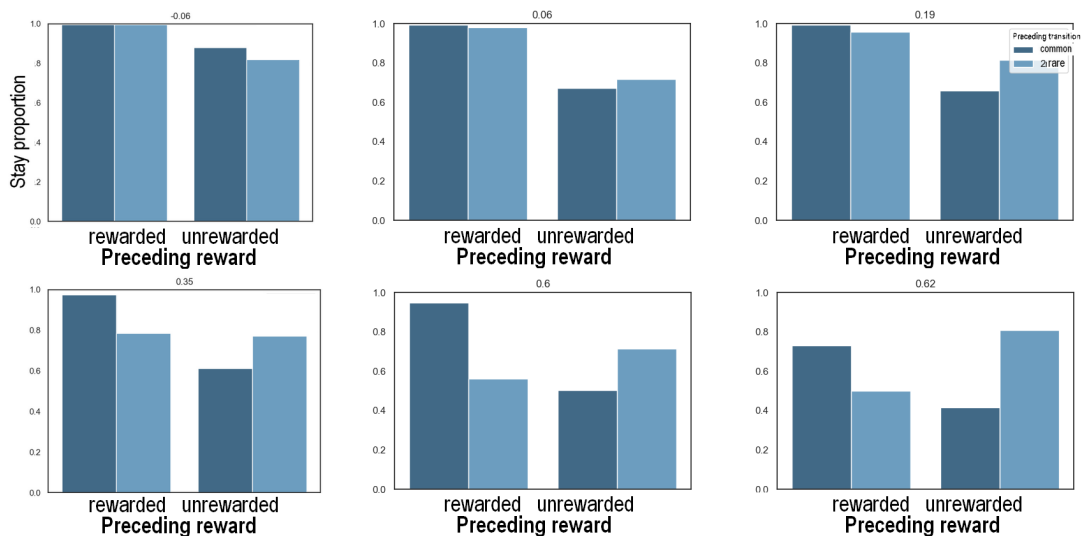 -0.06
0.06
0.19
Stay proportion
1.0
.8
.6
.4
.2
0.0
1.0
0.8
0.6
0.4
0.2
0.0
1.0
0.8
0.6
0.4
0.2
0.0
Preceding transition
common
rare
rewarded unrewarded
Preceding reward
rewarded unrewarded
Preceding reward
rewarded unrewarded
Preceding reward
0.35
0.6
0.62
1.0
0.8
0.6
0.4
0.2
0.0
1.0
0.8
0.6
0.4
0.2
0.0
1.0
0.8
0.6
0.4
0.2
0.0
rewarded unrewarded
Preceding reward
rewarded unrewarded
Preceding reward
rewarded unrewarded
Preceding reward